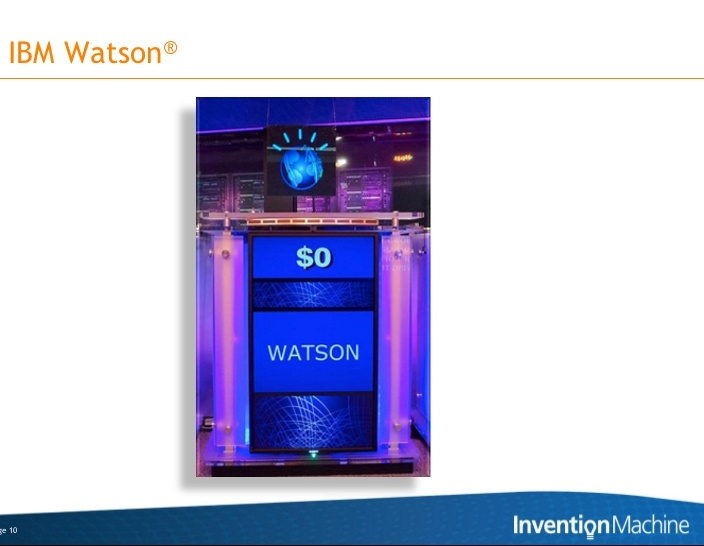 IBM Watson®
$0
WATSON
ge 10
InventionMachine